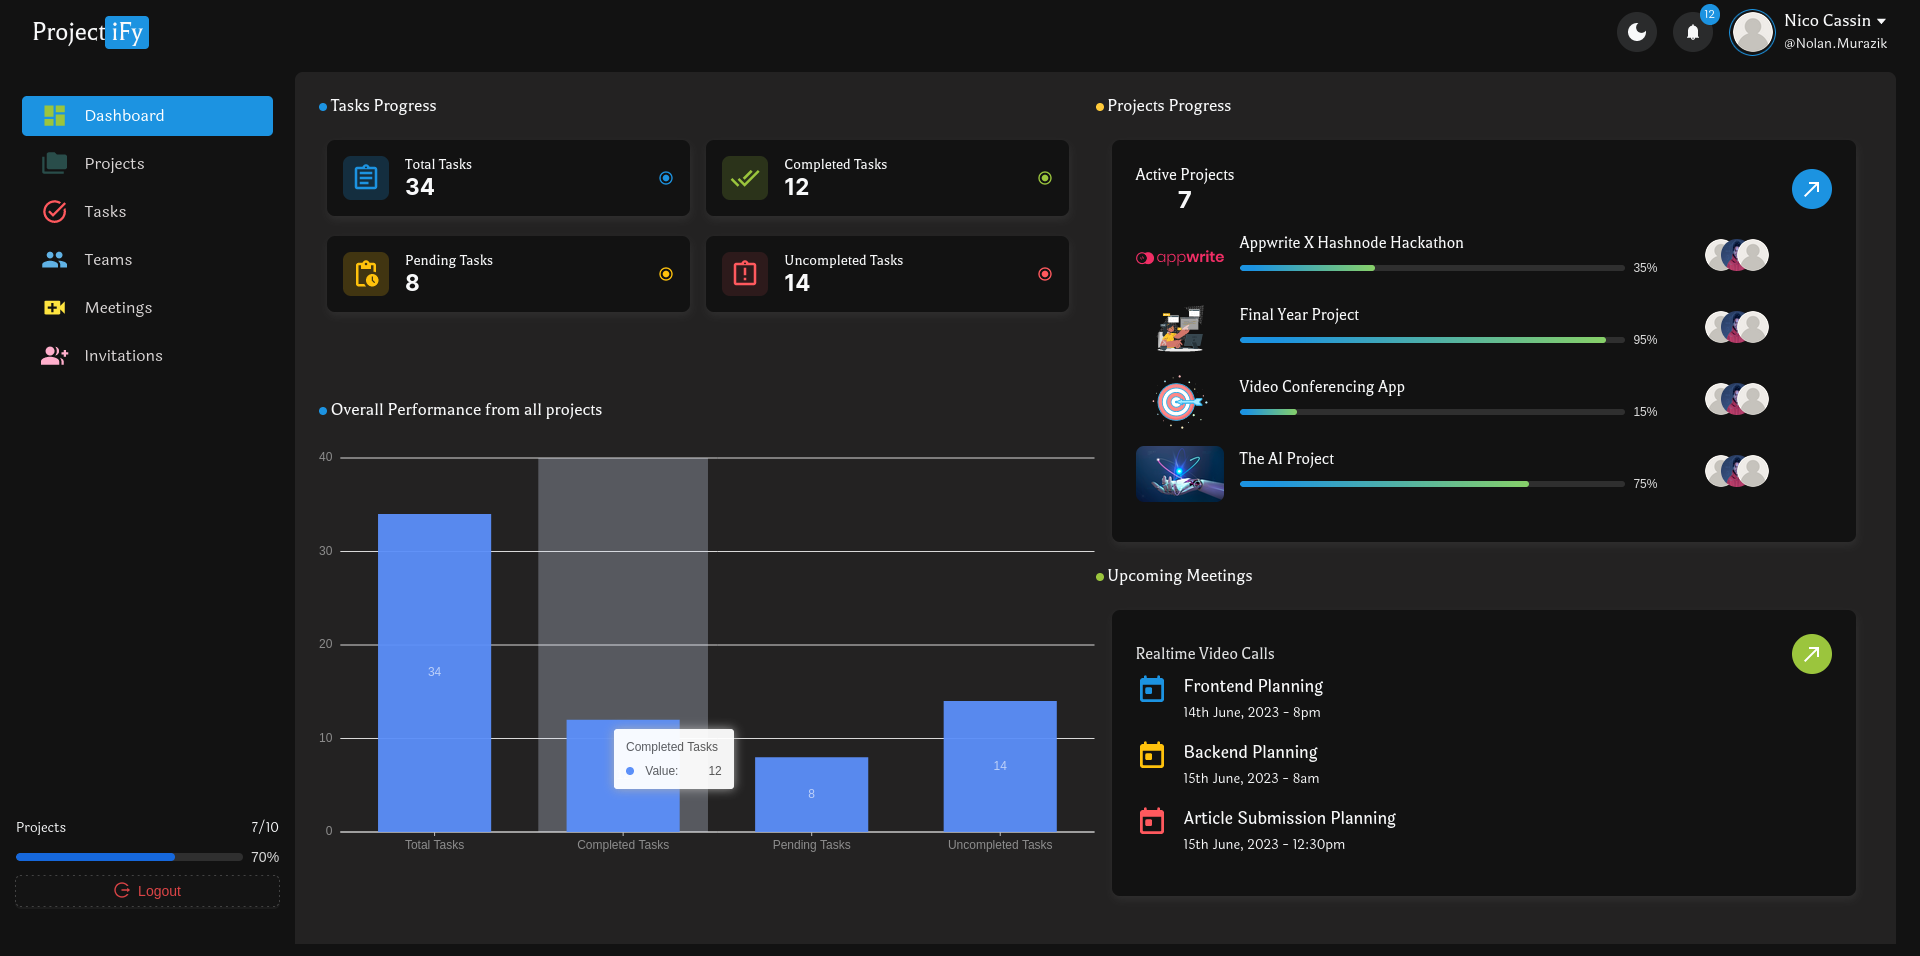 Project iFy
12
Nico Cassin
@Nolan.Murazik
Dashboard
Projects
Tasks
Teams
Meetings
Invitations
Projects 7/10
70%
Logout
Tasks Progress
Total Tasks
34
Completed Tasks
12
Pending Tasks
8
Uncompleted Tasks
14
Overall Performance from all projects
40
30
20
10
0
34
8
14
Completed Tasks
Value: 12
Total Tasks
Completed Tasks
Pending Tasks
Uncompleted Tasks
Projects Progress
Active Projects
7
appwrite
Appwrite X Hashnode Hackathon
35%
Final Year Project
95%
Video Conferencing App
15%
The AI Project
75%
Upcoming Meetings
Realtime Video Calls
Frontend Planning
14th June, 2023 - 8pm
Backend Planning
15th June, 2023 - 8am
Article Submission Planning
15th June, 2023 - 12:30pm